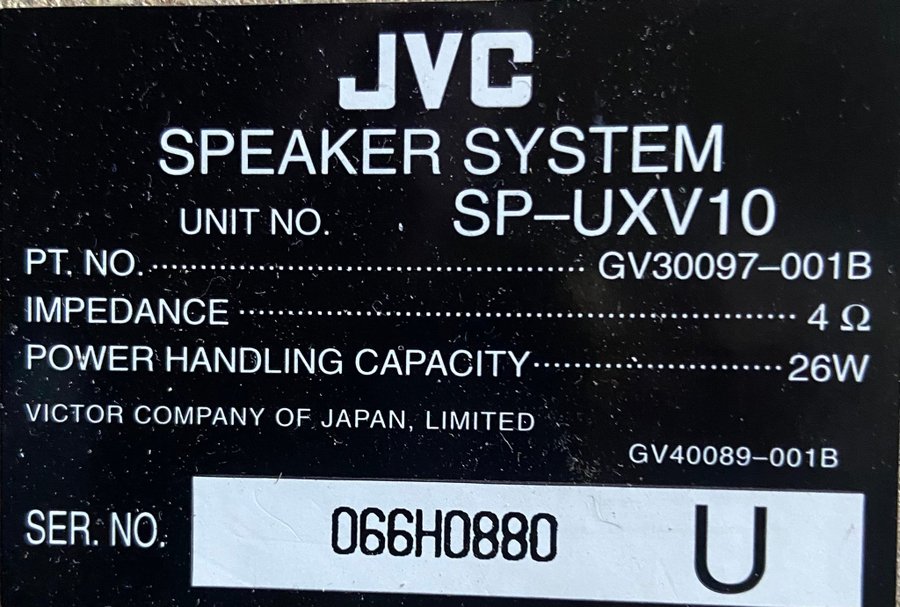 JVC
SPEAKER SYSTEM
UNIT NO. SP-UXV10
PT. NO. GV30097-001B
IMPEDANCE 4 Ω
POWER HANDLING CAPACITY 26W
VICTOR COMPANY OF JAPAN, LIMITED
GV40089-001B
SER. NO. 066H0880 U